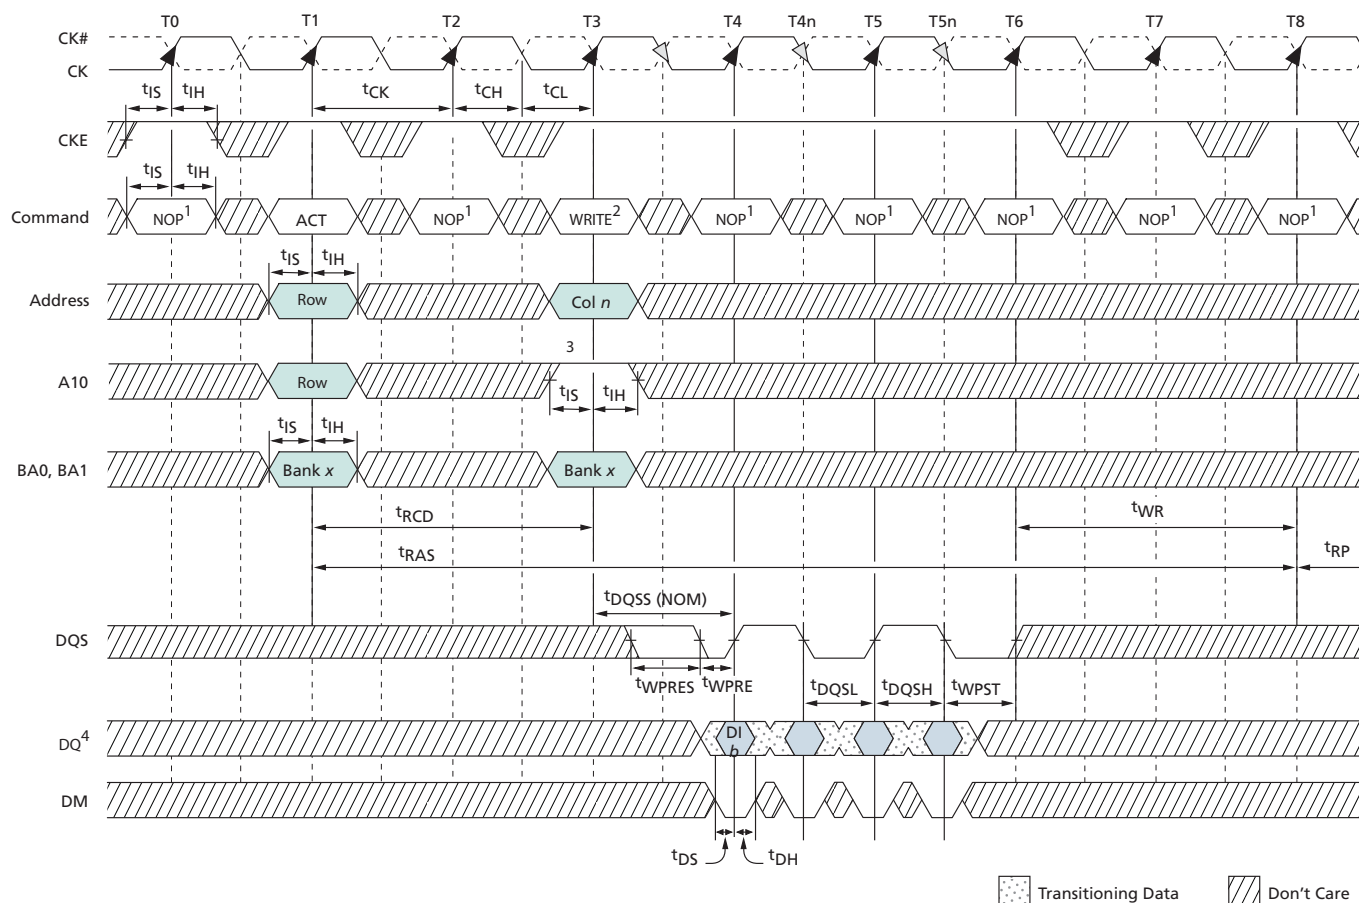 T0 T1 T2 T3 T4 T4n T5 T5n T6 T7 T8
CK#
CK
tIS tIH tCK tCH tCL
CKE
tIS tIH
Command NOP1 ACT NOP1 WRITE2 NOP1 NOP1 NOP1 NOP1 NOP1
tIS tIH
Address Row Col n
3
A10 Row
tIS tIH
tIS tIH
BA0, BA1 Bank x Bank x
tRCD tWR
tRAS tRP
tDQSS (NOM)
DQS
tWPRES tWPRE tDQSL tDQSH tWPST
DQ4 DI
b
DM
tDS tDH
Transitioning Data Don't Care